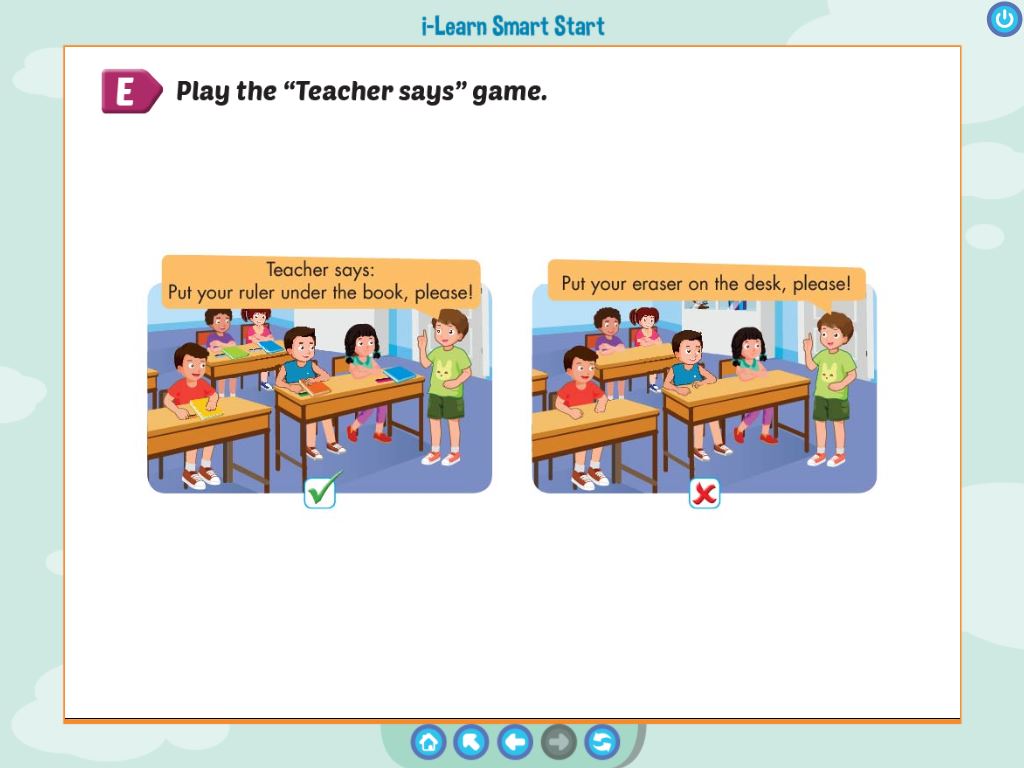 i-Learn Smart Start
E Play the “Teacher says” game.
Teacher says:
Put your ruler under the book, please!
Put your eraser on the desk, please!